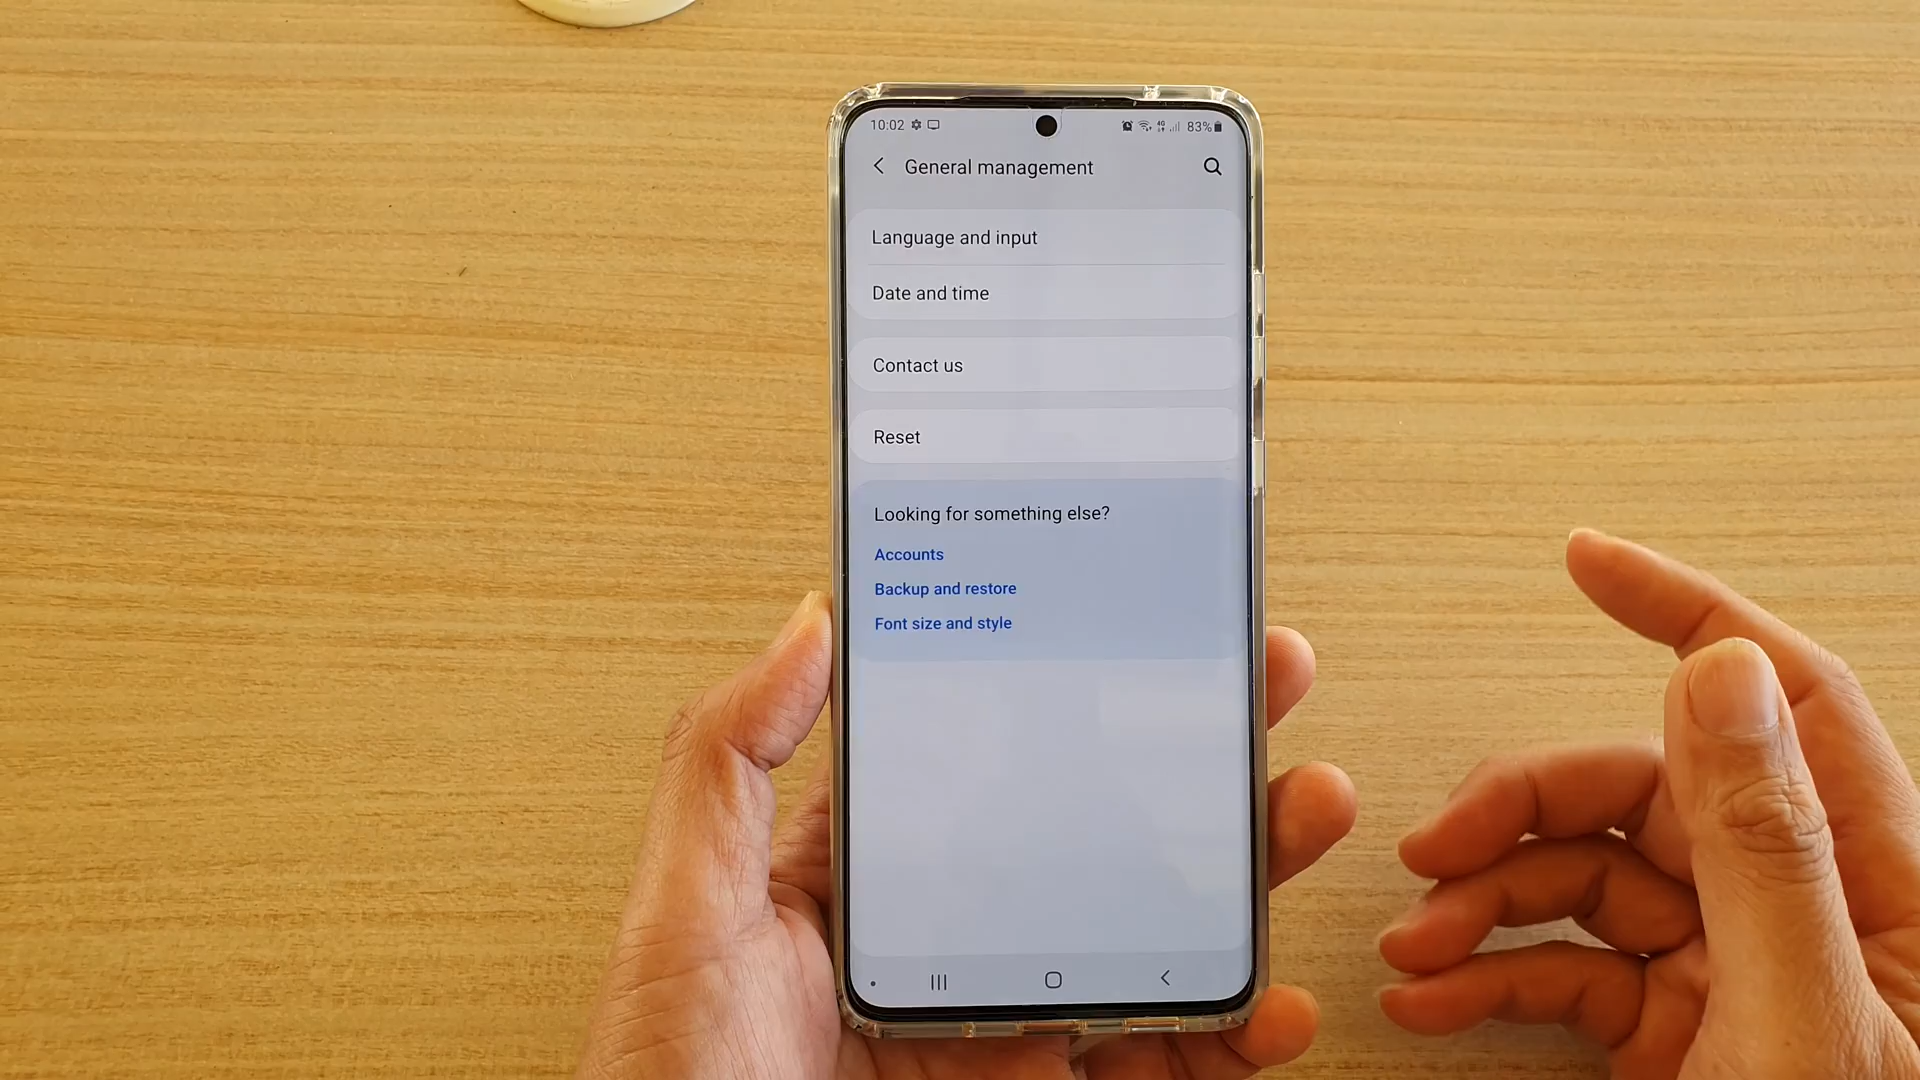 10:02 83%
General management
Language and input
Date and time
Contact us
Reset
Looking for something else?
Accounts
Backup and restore
Font size and style